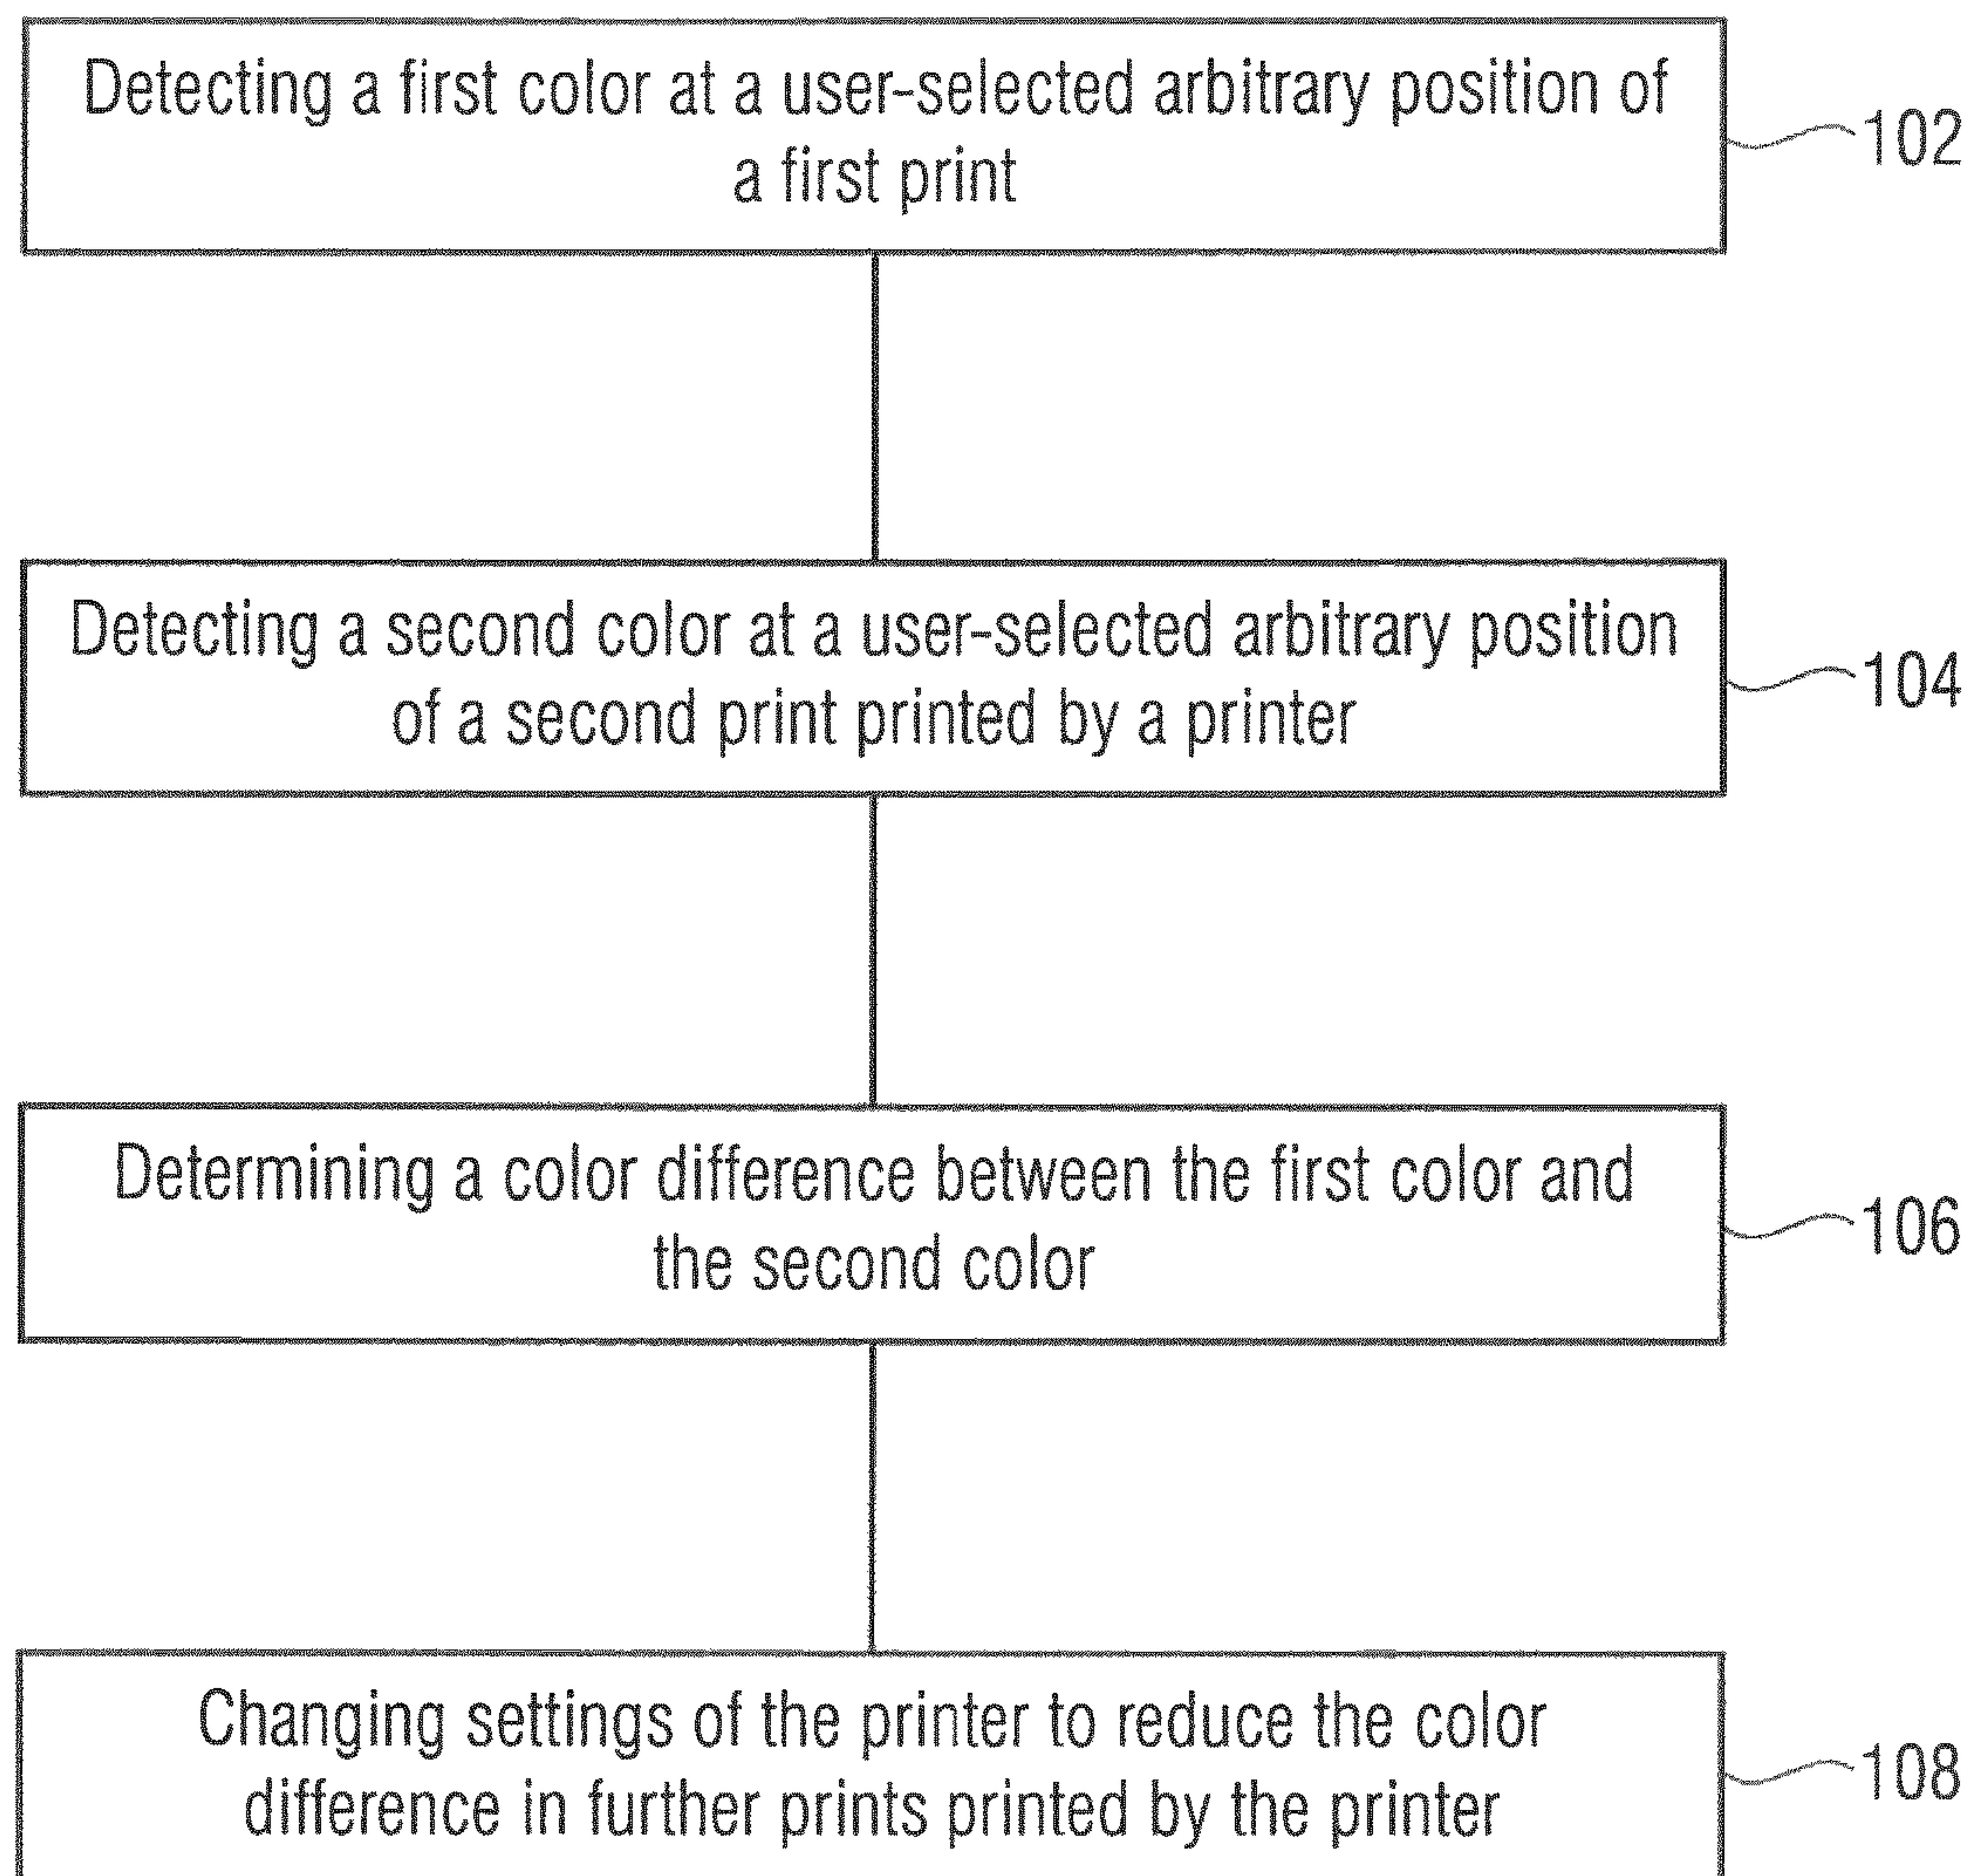 Detecting a first color at a user-selected arbitrary position of
a first print
102
Detecting a second color at a user-selected arbitrary position
of a second print printed by a printer
104
Determining a color difference between the first color and
the second color
106
Changing settings of the printer to reduce the color
difference in further prints printed by the printer
108